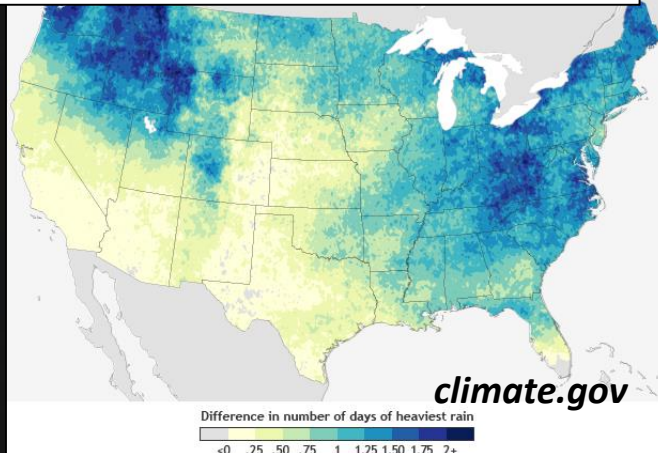 climate.gov
Difference in number of days of heaviest rain
<0 .25 .50 .75 1 1.25 1.50 1.75 2+